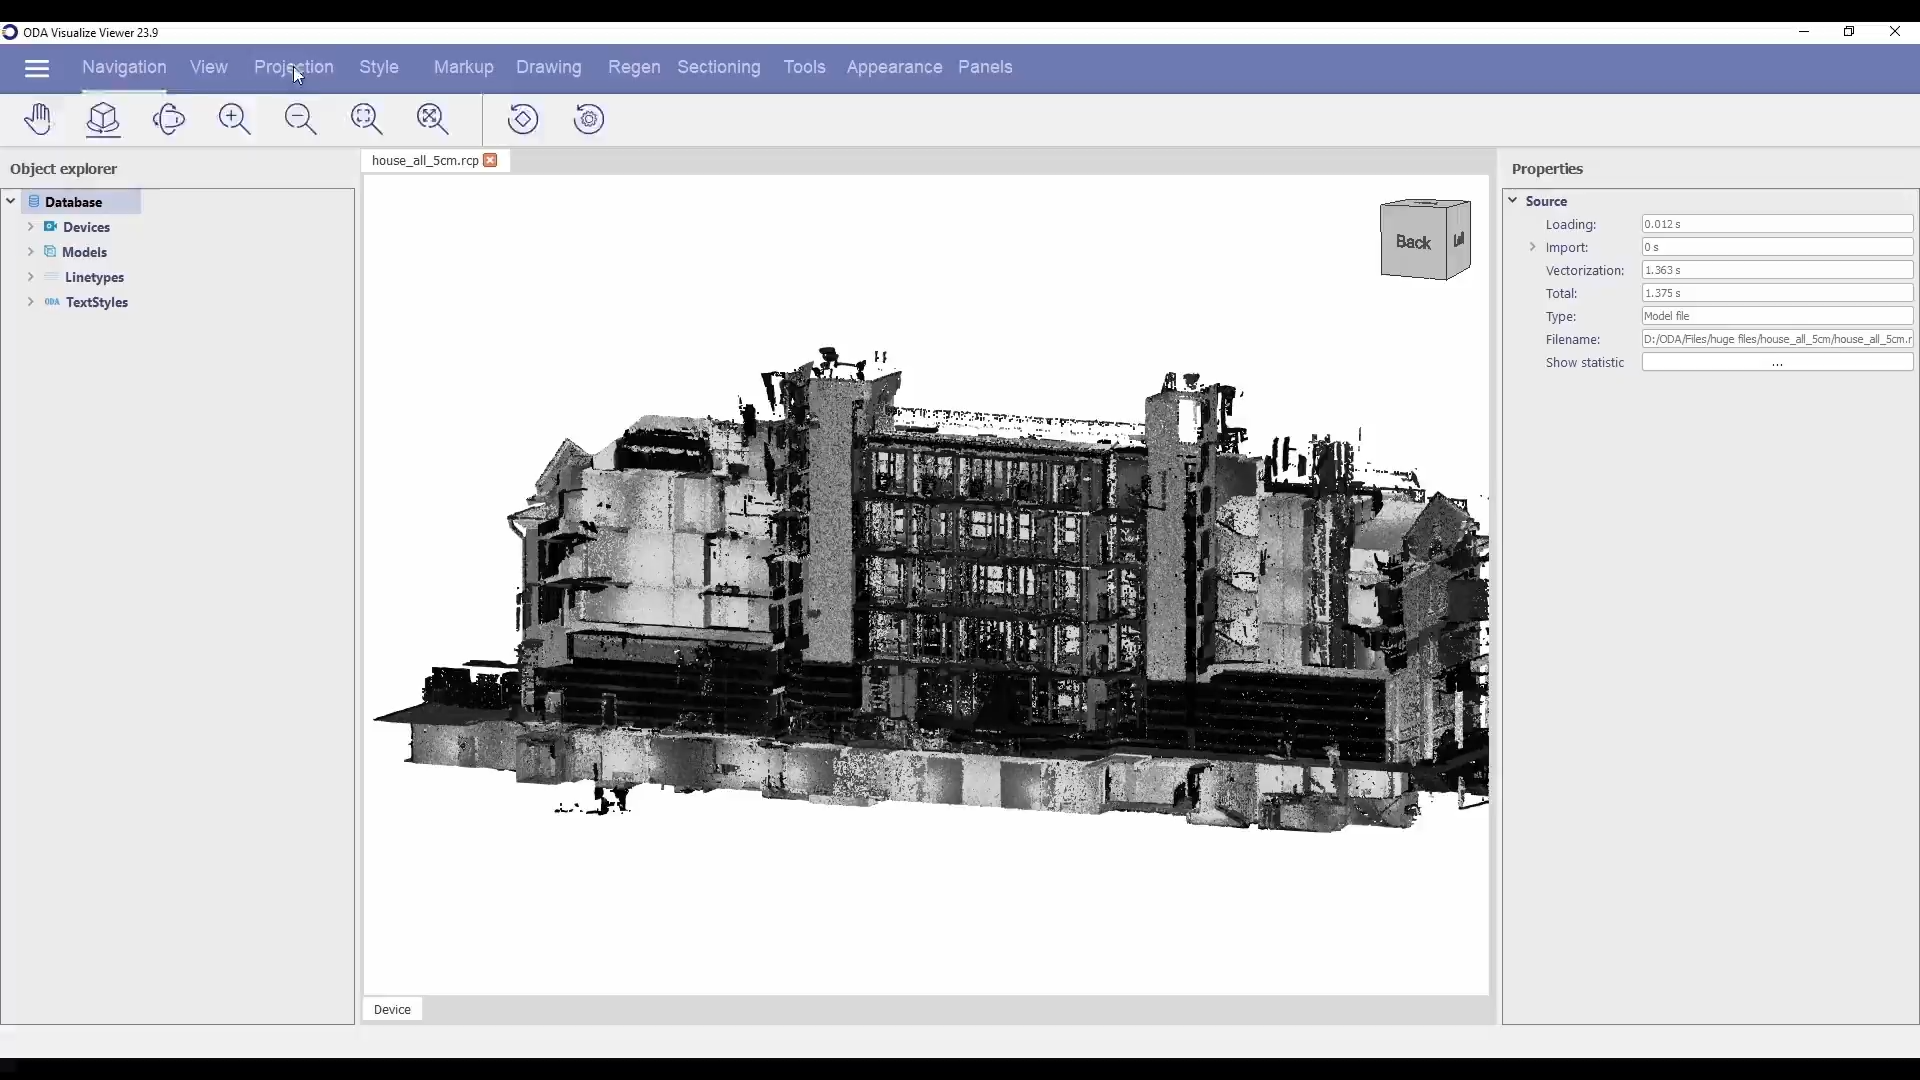 ODA Visualize Viewer 23.9
Navigation View Projection Style Markup Drawing Regen Sectioning Tools Appearance Panels
Object explorer
house_all_5cm.rcp
Properties
Database
Devices
Models
Linetypes
ODA TextStyles
Back
Source
Loading: 0.012 s
Import: 0 s
Vectorization: 1.363 s
Total: 1.375 s
Type: Model file
Filename: D:/ODA/Files/huge files/house_all_5cm/house_all_5cm.r
Show statistic ...
Device